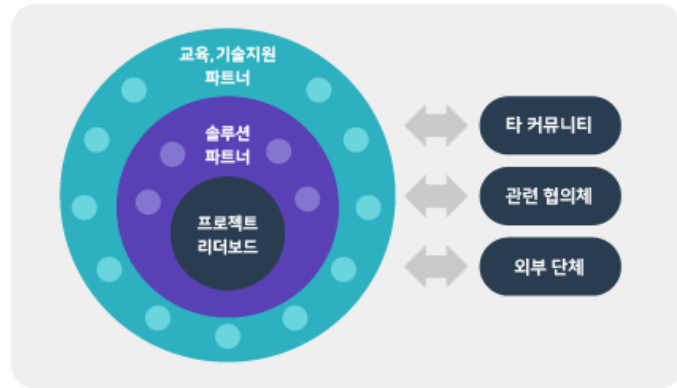 교육,기술지원
파트너
솔루션
파트너
프로젝트
리더보드
타 커뮤니티
관련 협의체
외부 단체